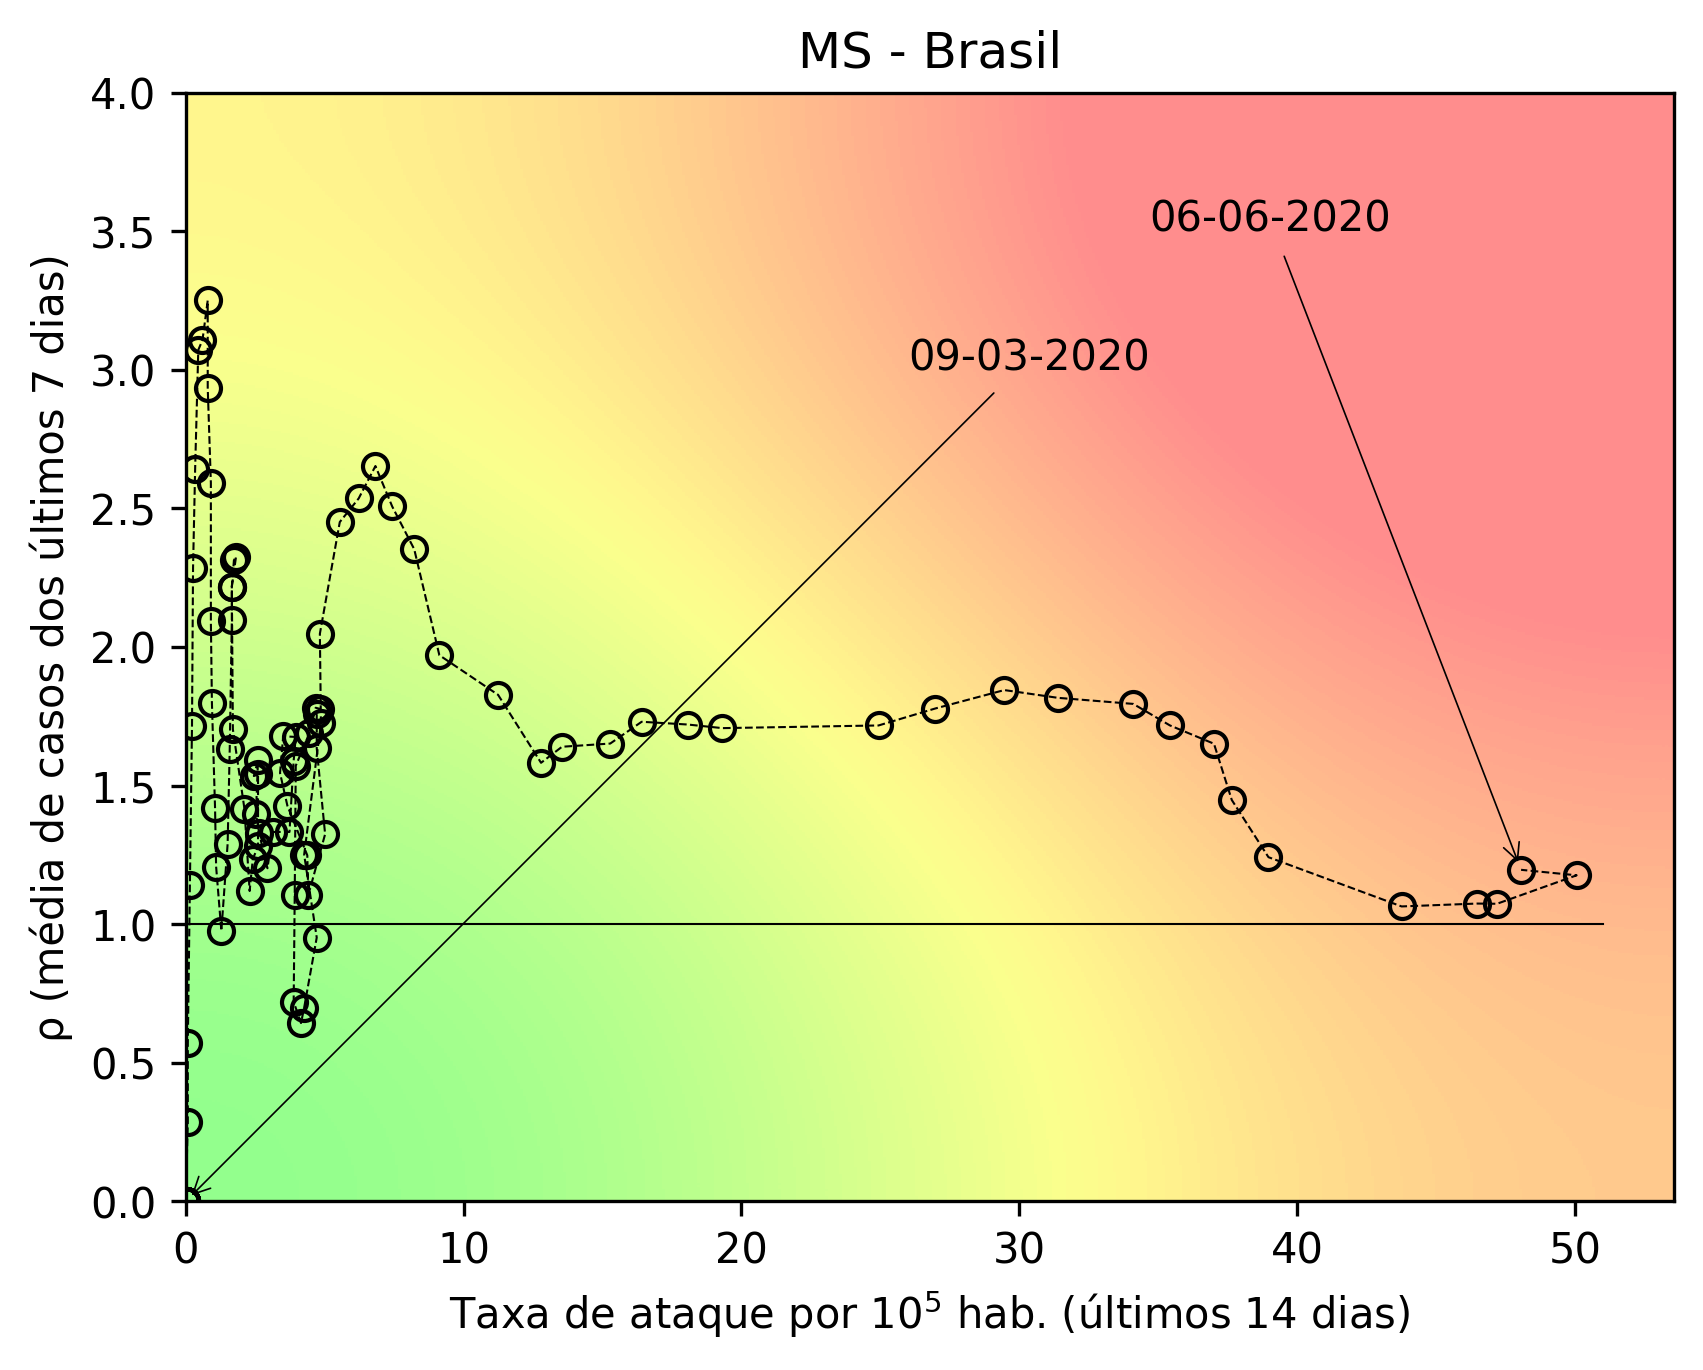 MS - Brasil
4.0
3.5
3.0
2.5
2.0
1.5
1.0
0.5
0.0
ρ (média de casos dos últimos 7 dias)
06-06-2020
09-03-2020
0 10 20 30 40 50
Taxa de ataque por 10⁵ hab. (últimos 14 dias)